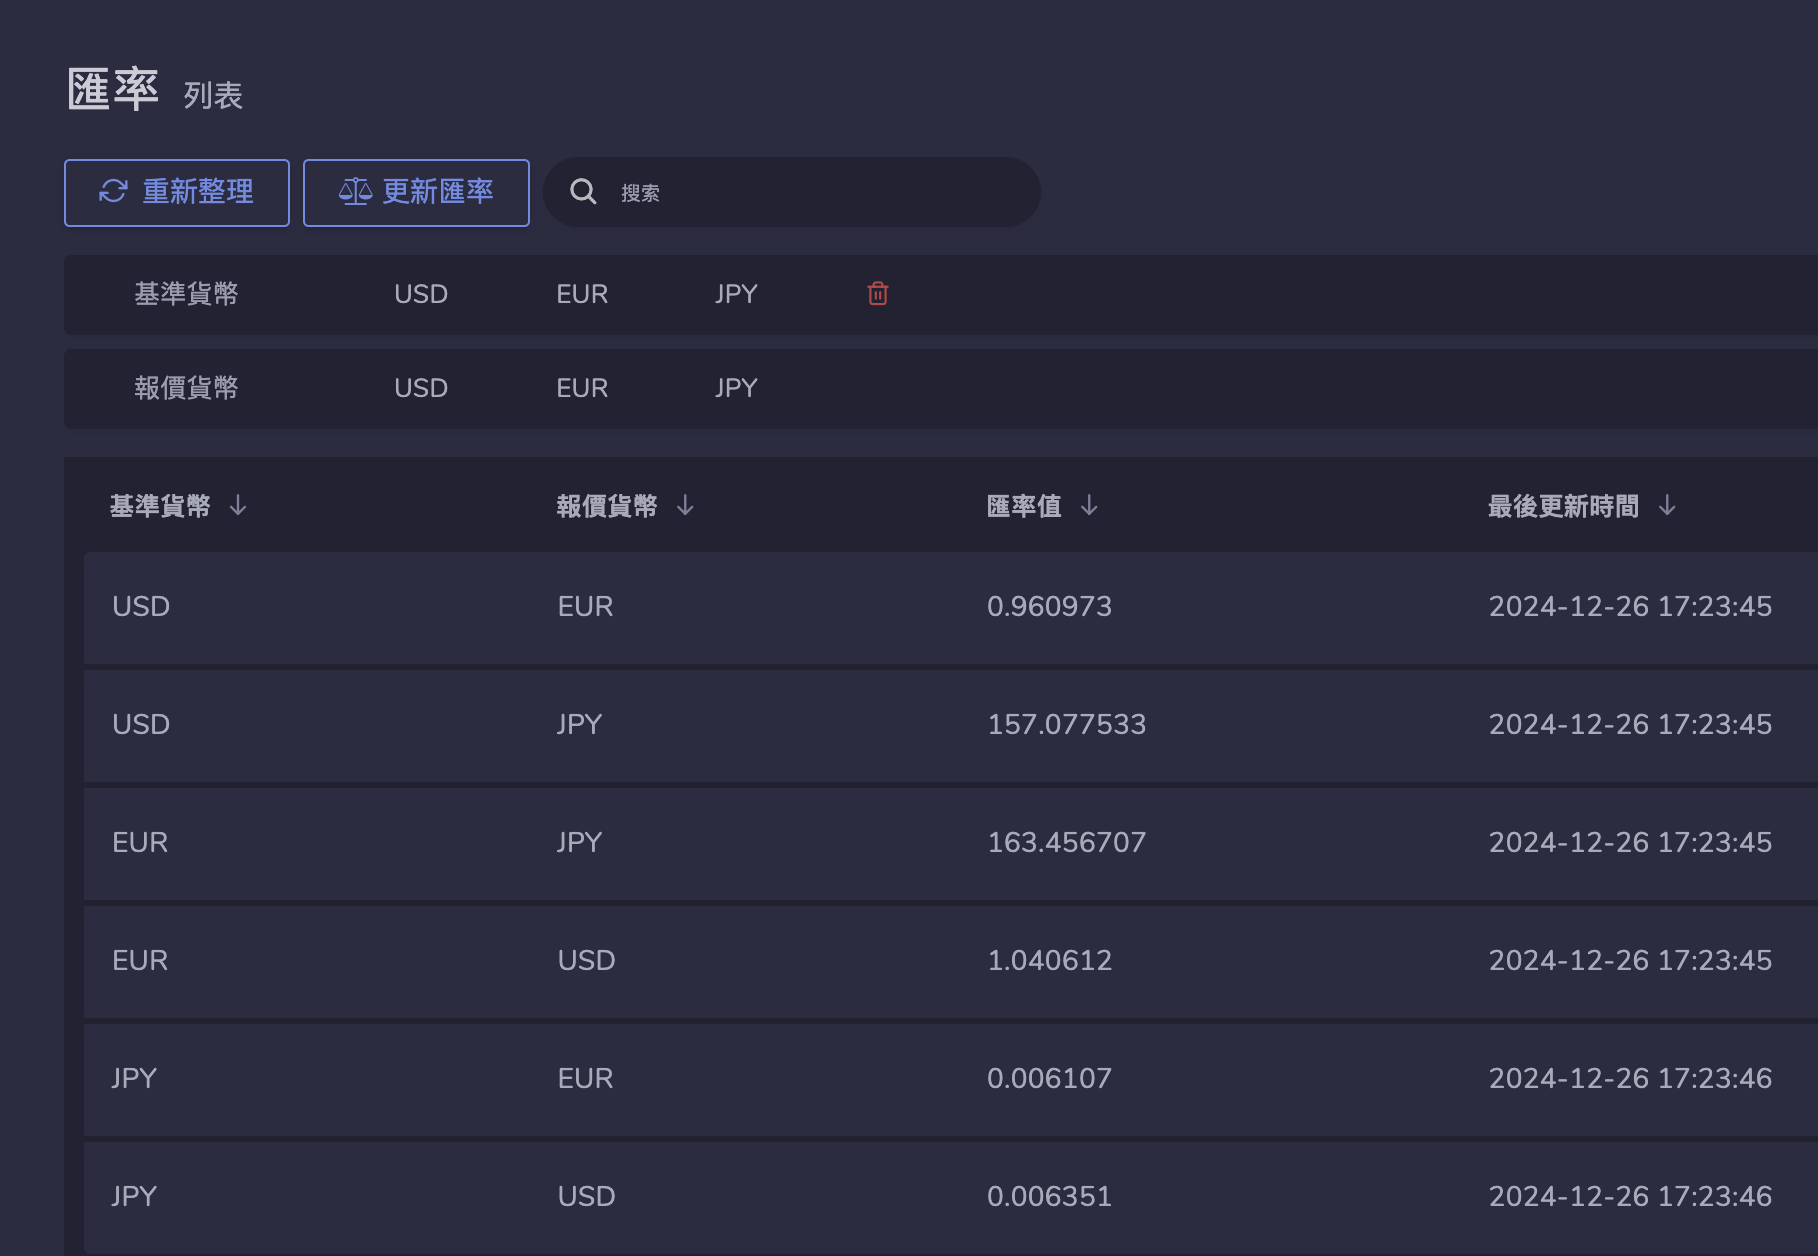 匯率 列表
重新整理 更新匯率 搜索
基準貨幣 USD EUR JPY
報價貨幣 USD EUR JPY
基準貨幣 報價貨幣 匯率值 最後更新時間
USD EUR 0.960973 2024-12-26 17:23:45
USD JPY 157.077533 2024-12-26 17:23:45
EUR JPY 163.456707 2024-12-26 17:23:45
EUR USD 1.040612 2024-12-26 17:23:45
JPY EUR 0.006107 2024-12-26 17:23:46
JPY USD 0.006351 2024-12-26 17:23:46